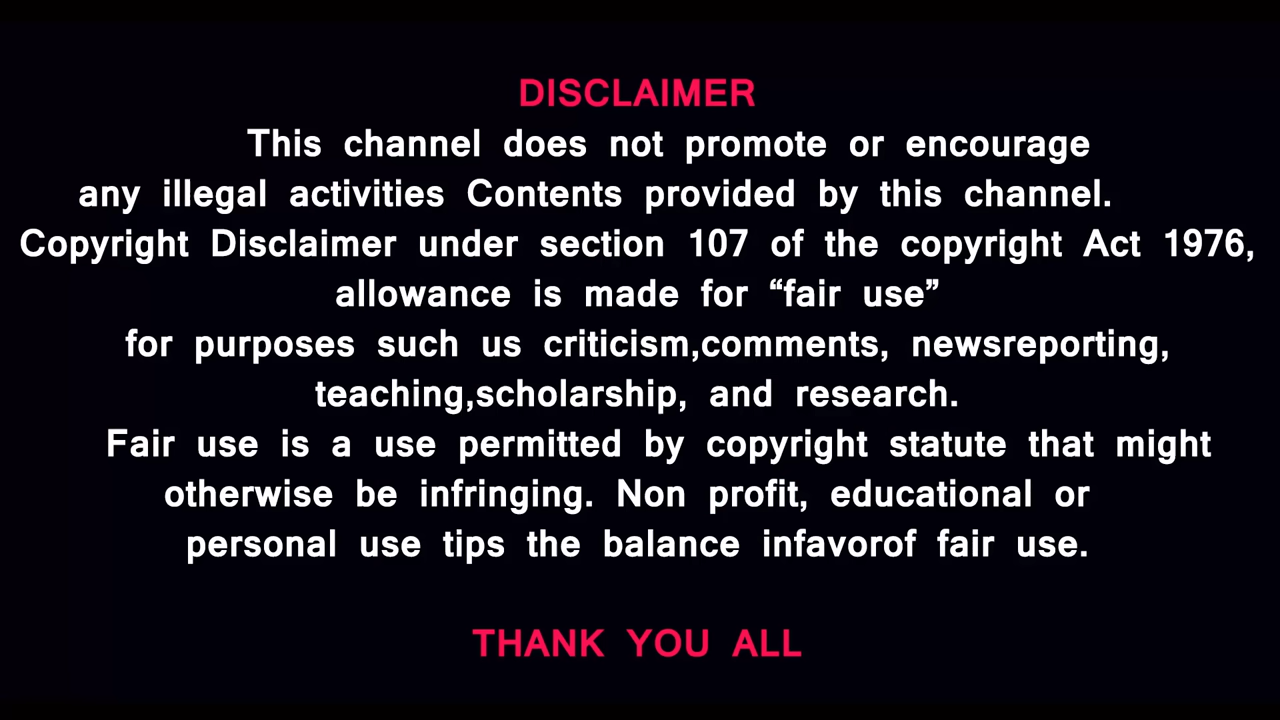 DISCLAIMER
This channel does not promote or encourage
any illegal activities Contents provided by this channel.
Copyright Disclaimer under section 107 of the copyright Act 1976,
allowance is made for “fair use”
for purposes such us criticism,comments, newsreporting,
teaching,scholarship, and research.
Fair use is a use permitted by copyright statute that might
otherwise be infringing. Non profit, educational or
personal use tips the balance infavorof fair use.
THANK YOU ALL